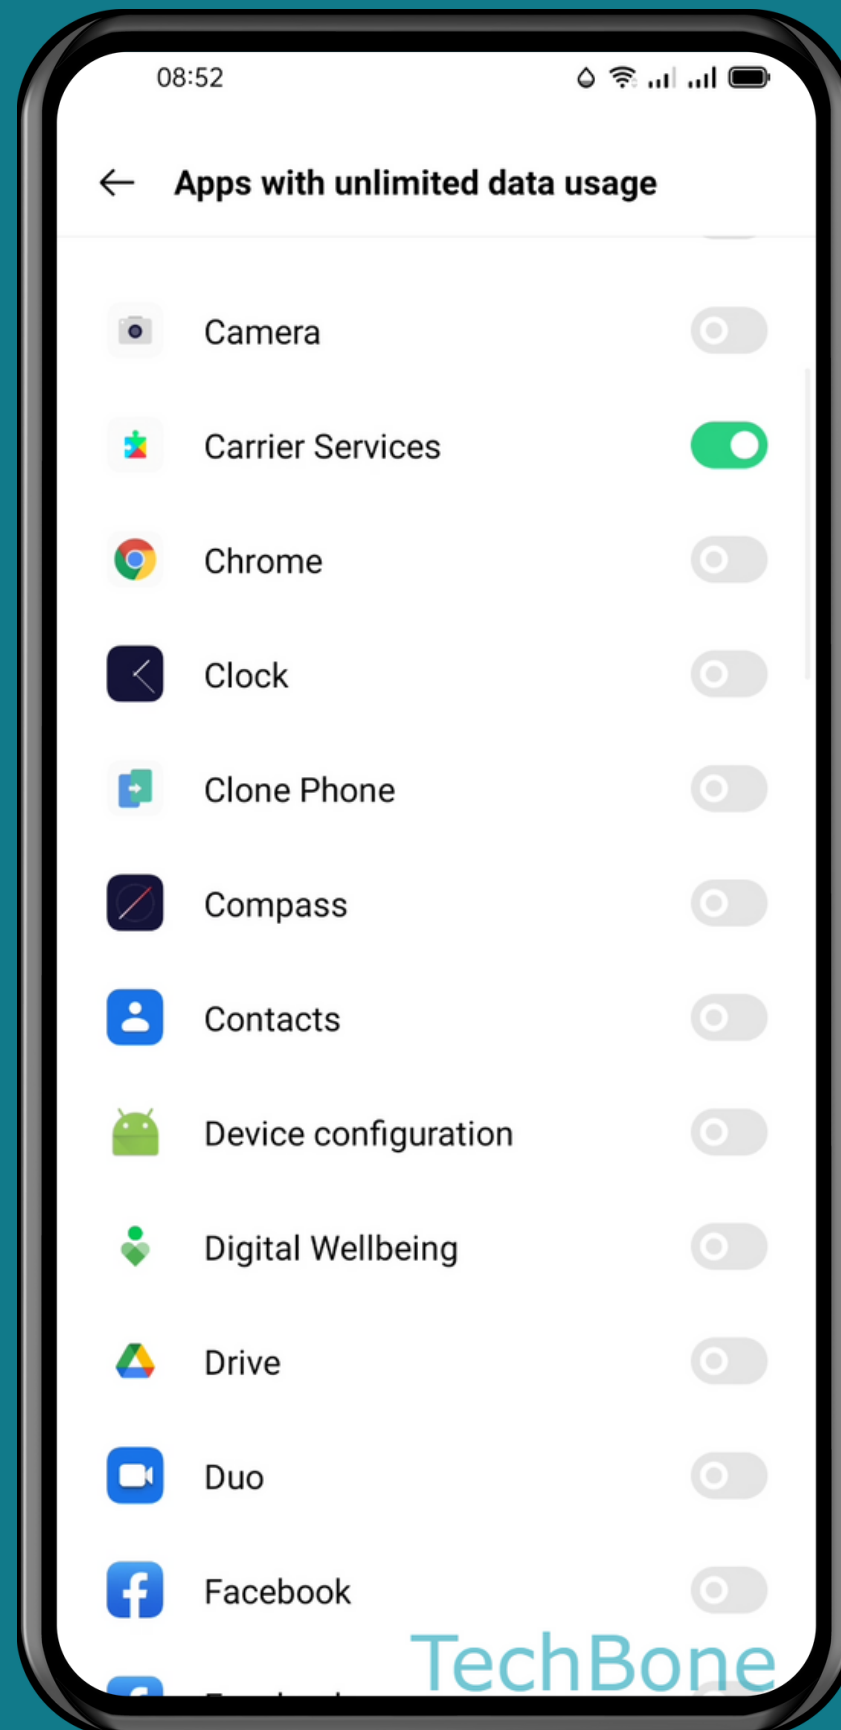 08:52
Apps with unlimited data usage
Camera
Carrier Services
Chrome
Clock
Clone Phone
Compass
Contacts
Device configuration
Digital Wellbeing
Drive
Duo
Facebook
TechBone